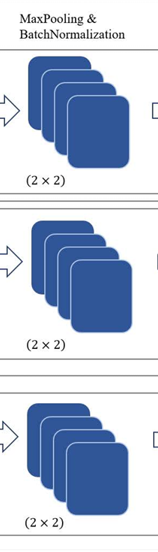 MaxPooling &
BatchNormalization
(2 × 2)
(2 × 2)
(2 × 2)